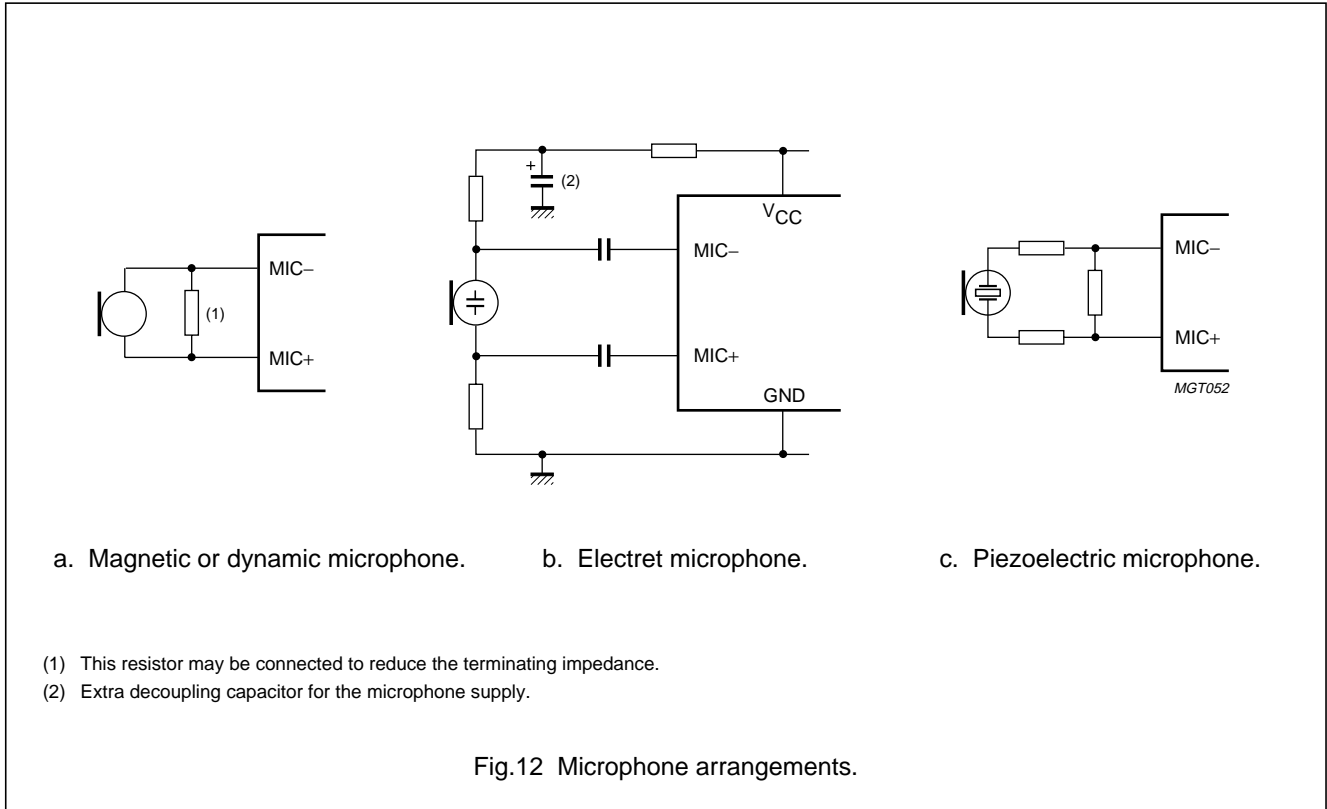 (1)
MIC−
MIC+
+
(2)
VCC
MIC−
MIC+
GND
MIC−
MIC+
MGT052
a. Magnetic or dynamic microphone.
b. Electret microphone.
c. Piezoelectric microphone.
(1) This resistor may be connected to reduce the terminating impedance.
(2) Extra decoupling capacitor for the microphone supply.
Fig.12 Microphone arrangements.